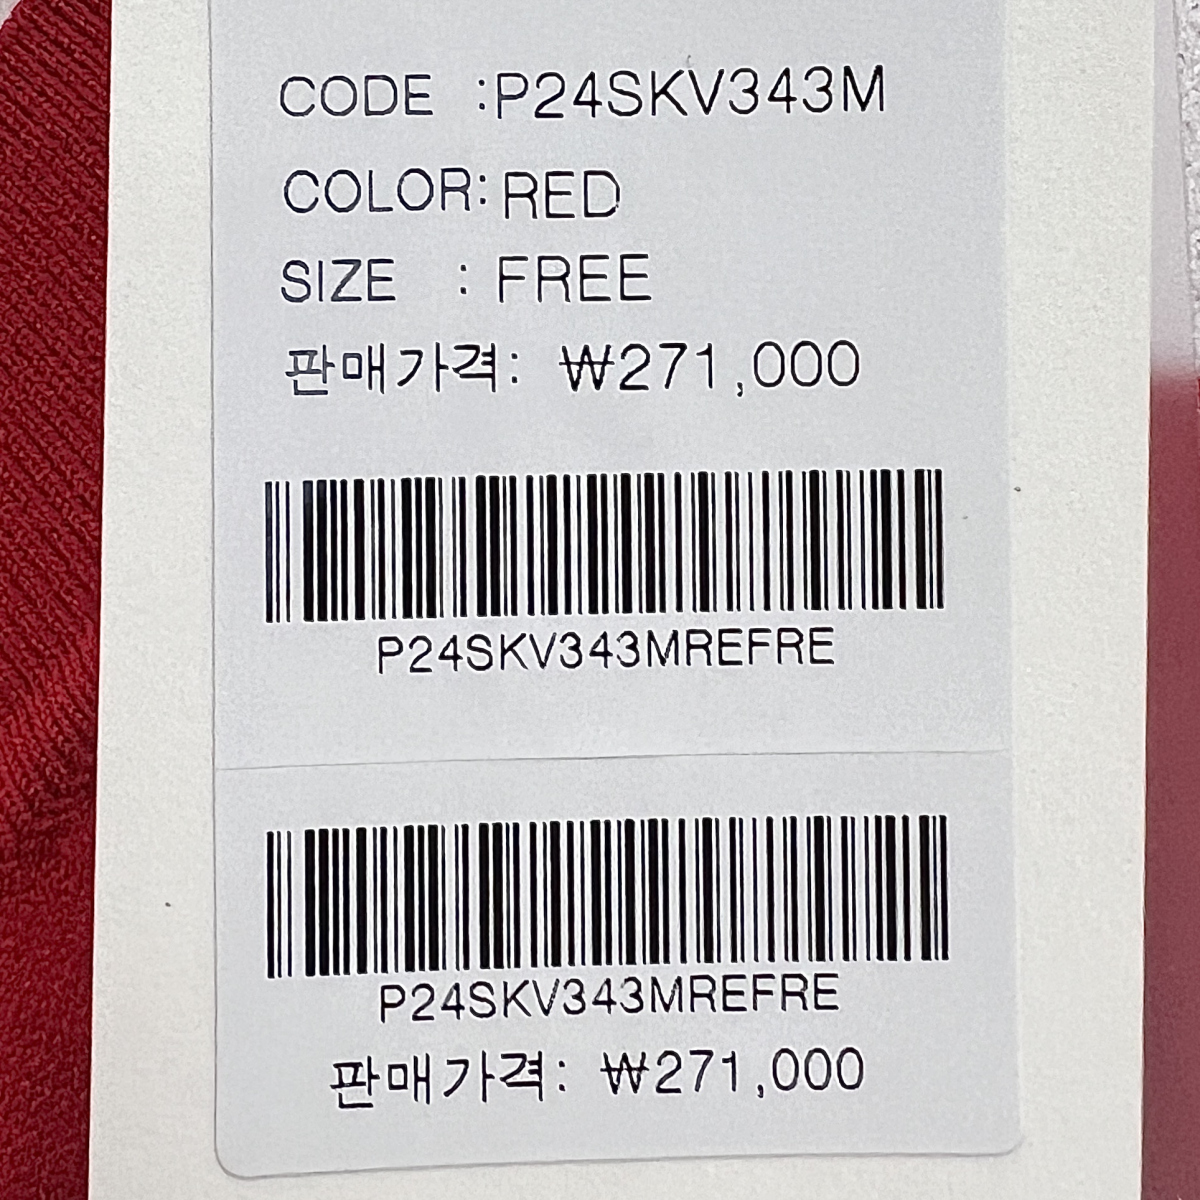 CODE :P24SKV343M
COLOR:RED
SIZE : FREE
판매가격: ₩271,000
P24SKV343MREFRE
P24SKV343MREFRE
판매가격: ₩271,000